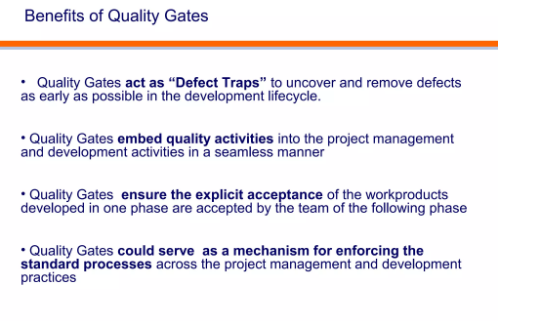 Benefits of Quality Gates
• Quality Gates act as “Defect Traps” to uncover and remove defects
as early as possible in the development lifecycle.
• Quality Gates embed quality activities into the project management
and development activities in a seamless manner
• Quality Gates ensure the explicit acceptance of the workproducts
developed in one phase are accepted by the team of the following phase
• Quality Gates could serve as a mechanism for enforcing the
standard processes across the project management and development
practices